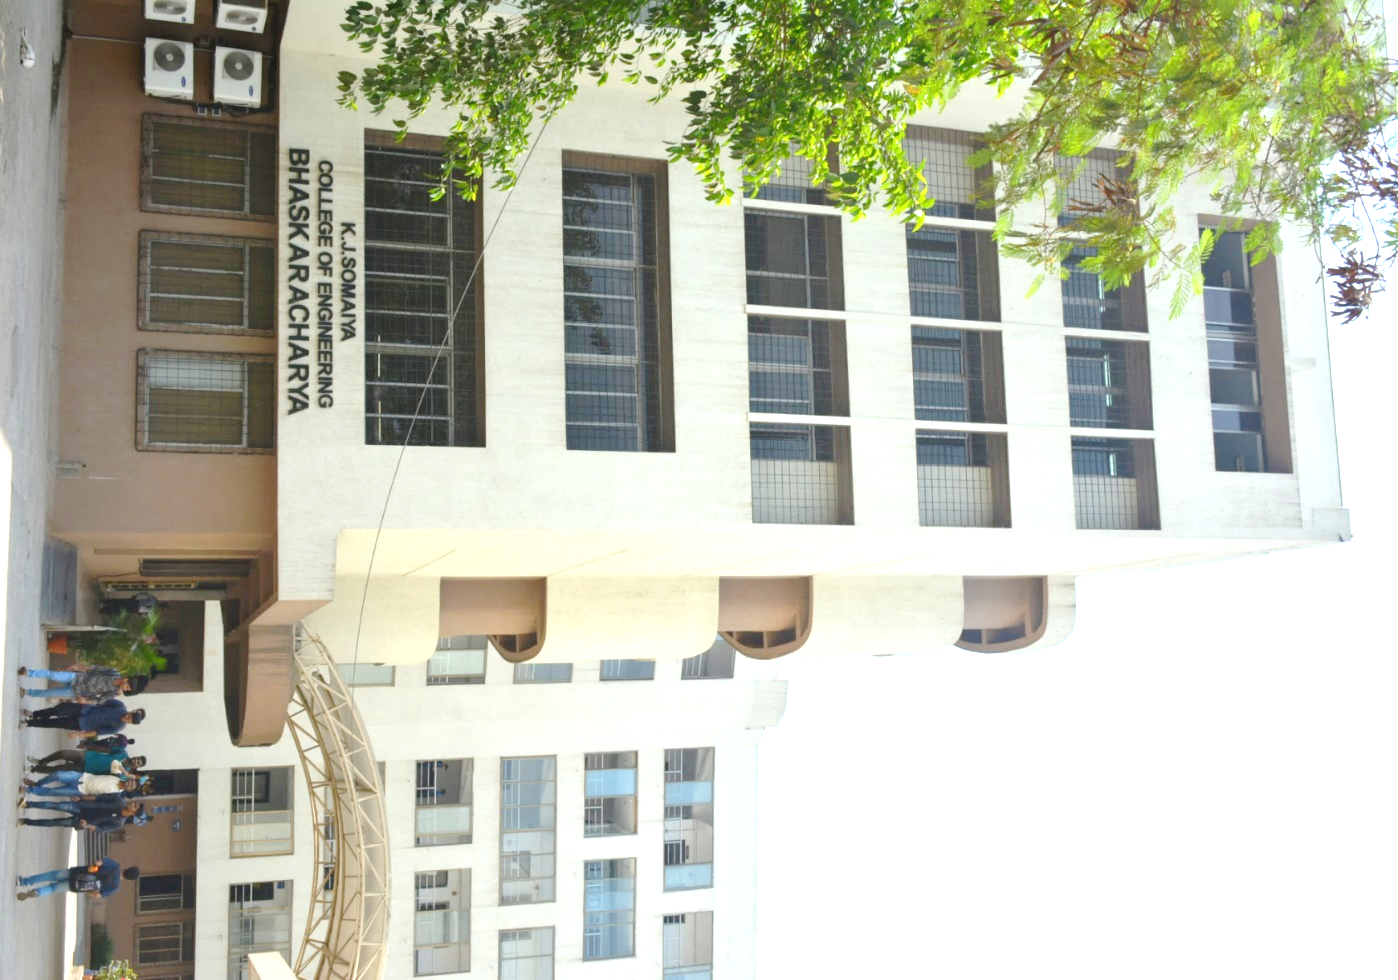 K.J.SOMAIYA
COLLEGE OF ENGINEERING
BHASKARACHARYA